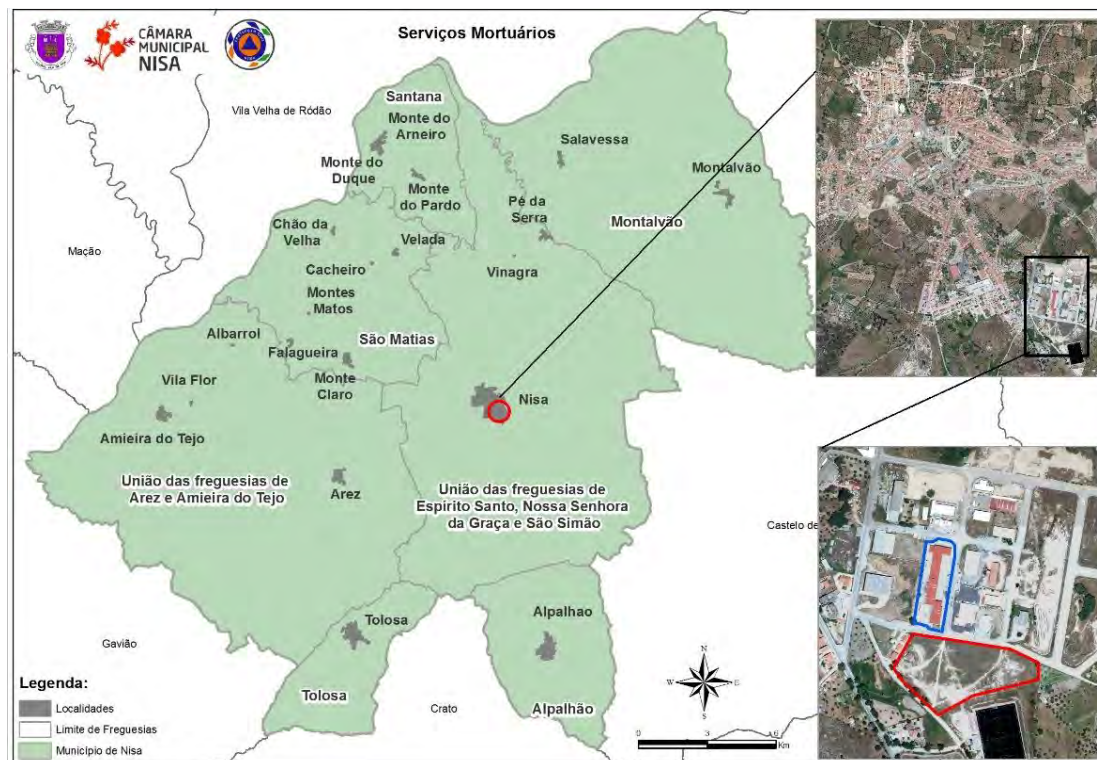 CÂMARA
MUNICIPAL
NISA
Serviços Mortuários
Vila Velha de Ródão
Santana
Monte do
Arneiro
Salavessa
Monte do
Duque
Montalvão
Monte
do Pardo
Pé da
Serra
Montalvão
Chão da
Velha
Velada
Mação
Cacheiro
Vinagra
Montes
Matos
Albarrol
São Matias
Falagueira
Vila Flor
Monte
Claro
Nisa
Amieira do Tejo
União das freguesias de
Arez e Amieira do Tejo
Arez
União das freguesias de
Espírito Santo, Nossa Senhora
da Graça e São Simão
Castelo de
Tolosa
Alpalhao
Gavião
Legenda:
Localidades
Limite de Freguesias
Município de Nisa
Tolosa
Crato
Alpalhão
N
W
E
S
0
3
6
Km